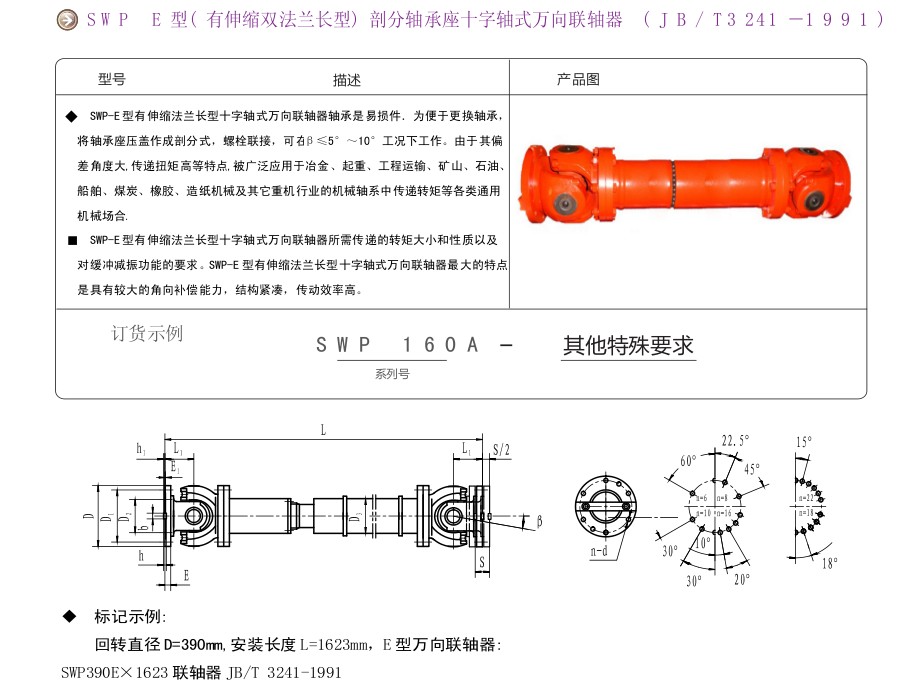 SWP E型(有伸缩双法兰长型)剖分轴承座十字轴式万向联轴器 (JB/T3241－1991)
型号 描述 产品图
◆ SWP-E型有伸缩法兰长型十字轴式万向联轴器轴承是易损件. 为便于更换轴承,
将轴承座压盖作成剖分式, 螺栓联接, 可在β≤5°～10°工况下工作。由于其偏
差角度大,传递扭矩高等特点,被广泛应用于冶金、起重、工程运输、矿山、石油、
船舶、煤炭、橡胶、造纸机械及其它重机行业的机械轴系中传递转矩等各类通用
机械场合.
■ SWP-E型有伸缩法兰长型十字轴式万向联轴器所需传递的转矩大小和性质以及
对缓冲减振功能的要求。SWP-E 型有伸缩法兰长型十字轴式万向联轴器最大的特点
是具有较大的角向补偿能力, 结构紧凑, 传动效率高。
订货示例
SWP 160A - 其他特殊要求
系列号
L
h1 L1 L1 S/2
E1
D D1 D2 b D3 β
h E S
n-d
22.5°
60° 45°
n=6 n=8
n=10 n=16
30° 10°
30° 20°
15°
n=22
n=18
18°
◆ 标记示例:
回转直径D=390mm,安装长度L=1623mm, E型万向联轴器:
SWP390E×1623 联轴器 JB/T 3241-1991